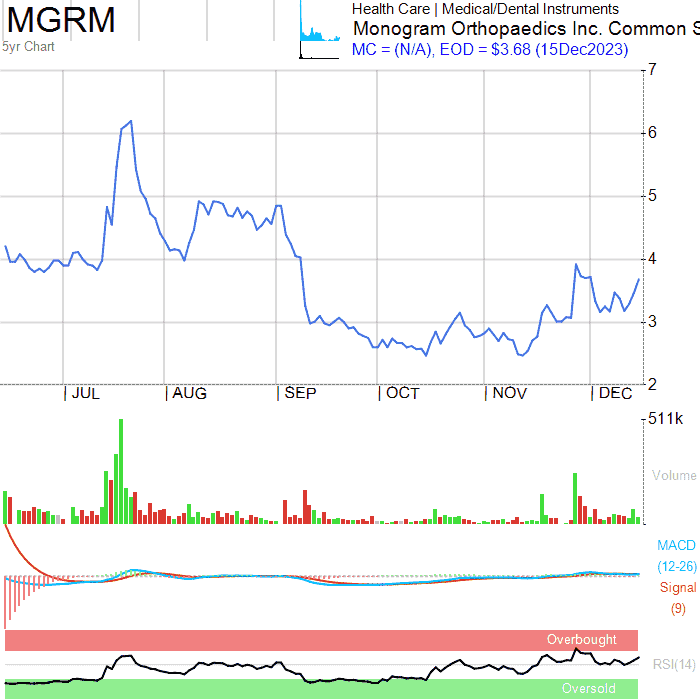 MGRM
5yr Chart
Health Care | Medical/Dental Instruments
Monogram Orthopaedics Inc. Common S
MC = (N/A), EOD = $3.68 (15Dec2023)
7
6
5
4
3
2
JUL AUG SEP OCT NOV DEC
511k
Volume
MACD
(12-26)
Signal
(9)
Overbought
RSI(14)
Oversold